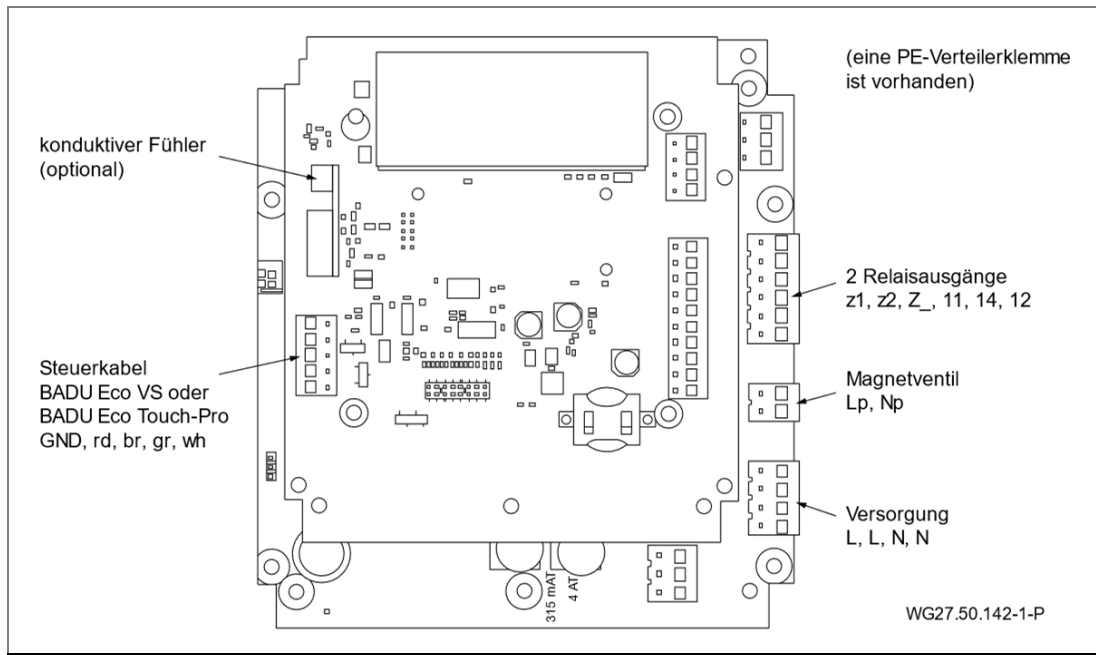 (eine PE-Verteilerklemme
ist vorhanden)
konduktiver Fühler
(optional)
2 Relaisausgänge
z1, z2, Z_, 11, 14, 12
Steuerkabel
BADU Eco VS oder
BADU Eco Touch-Pro
GND, rd, br, gr, wh
Magnetventil
Lp, Np
Versorgung
L, L, N, N
315 mAT
4 AT
WG27.50.142-1-P